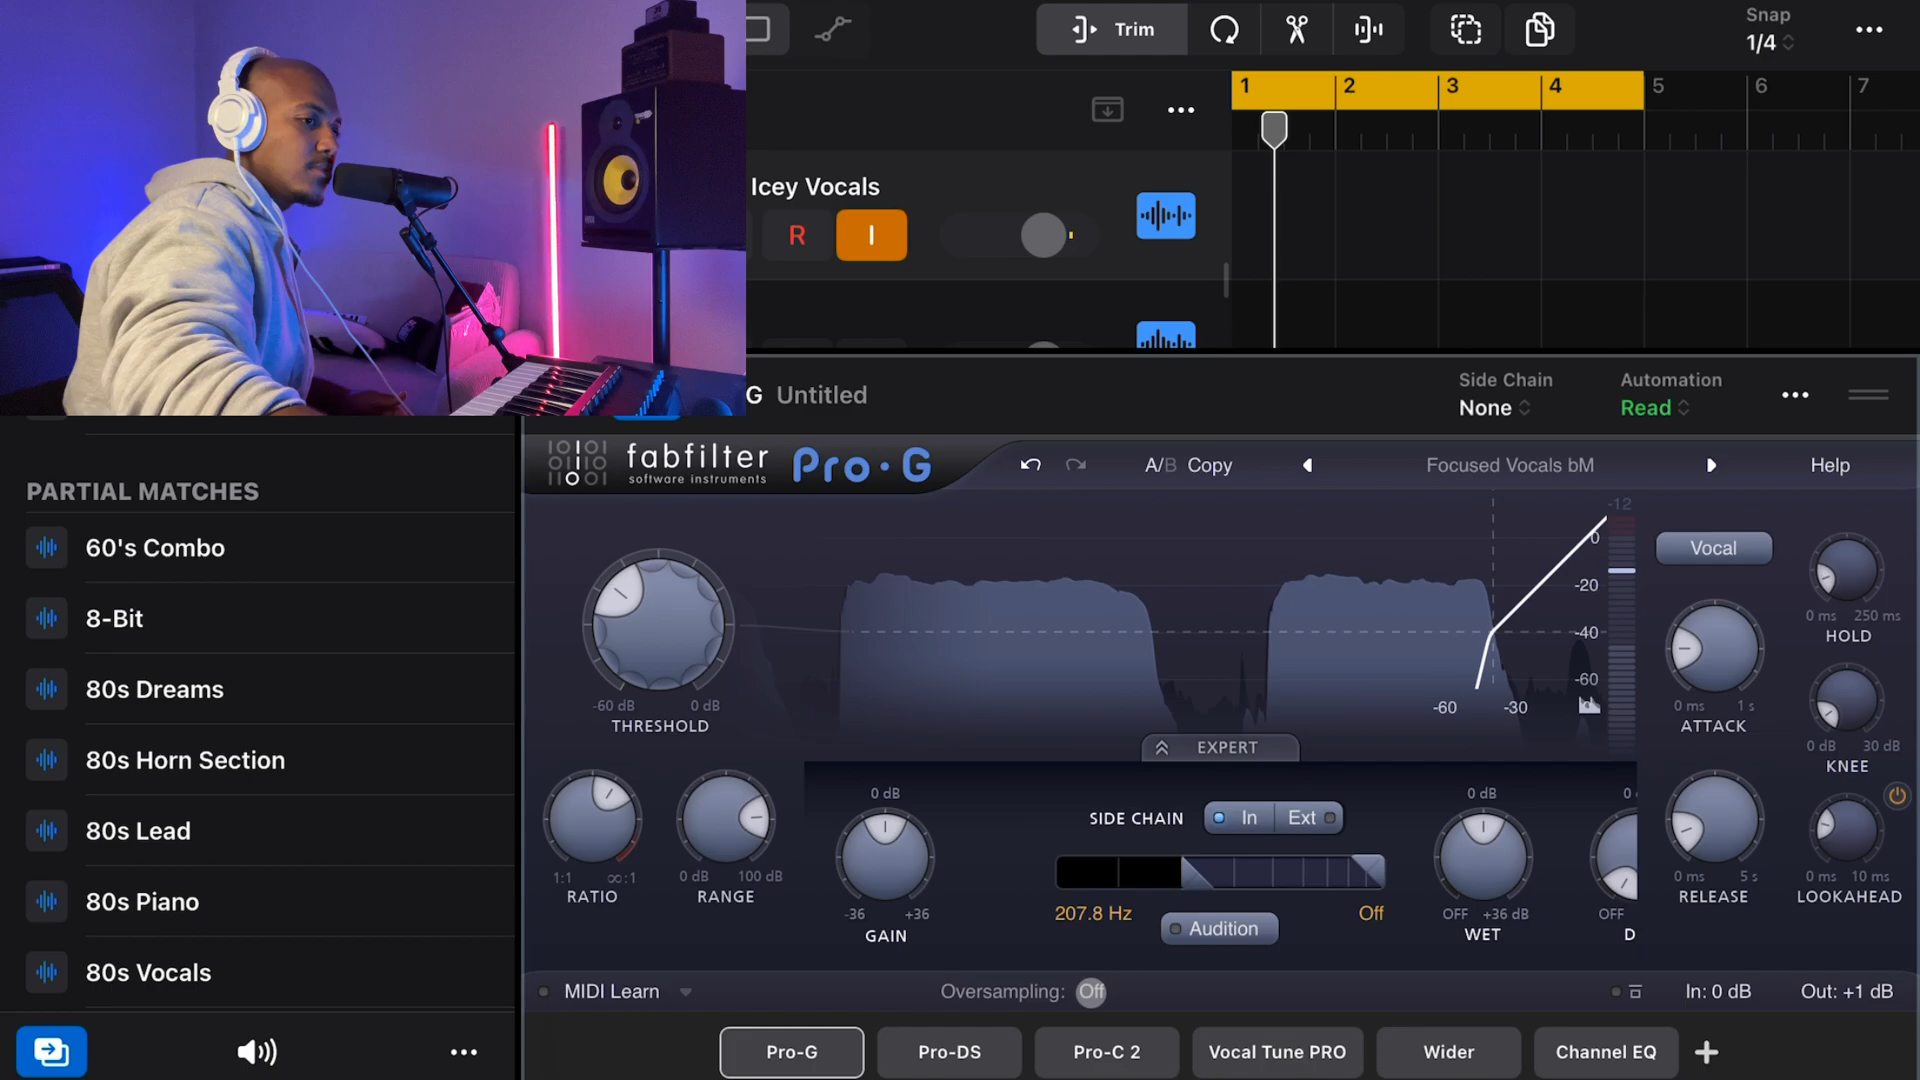 Trim
Snap
1/4
1 2 3 4 5 6 7
Icey Vocals
R I
G Untitled
Side Chain
None
Automation
Read
fabfilter
software instruments
Pro·G
A/B Copy
Focused Vocals bM
Help
PARTIAL MATCHES
60's Combo
8-Bit
80s Dreams
80s Horn Section
80s Lead
80s Piano
80s Vocals
-60 dB 0 dB
THRESHOLD
1:1 ∞:1
RATIO
0 dB 100 dB
RANGE
-12
0
-20
-40
-60
-60 -30
EXPERT
0 dB
-36 +36
GAIN
SIDE CHAIN In Ext
207.8 Hz Off
Audition
0 dB
OFF +36 dB
WET
0
OFF
D
Vocal
0 ms 1 s
ATTACK
0 ms 5 s
RELEASE
0 ms 250 ms
HOLD
0 dB 30 dB
KNEE
0 ms 10 ms
LOOKAHEAD
MIDI Learn
Oversampling: Off
In: 0 dB
Out: +1 dB
Pro-G
Pro-DS
Pro-C 2
Vocal Tune PRO
Wider
Channel EQ